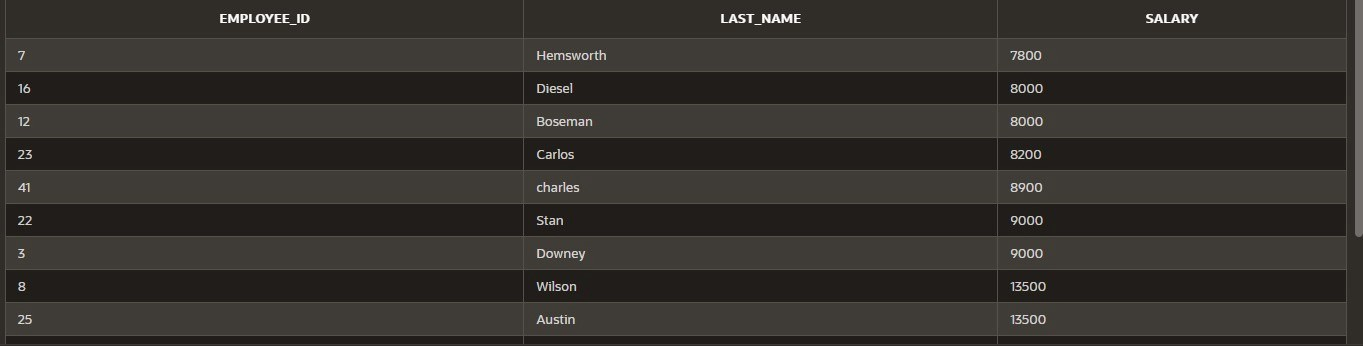 EMPLOYEE_ID LAST_NAME SALARY
7 Hemsworth 7800
16 Diesel 8000
12 Boseman 8000
23 Carlos 8200
41 charles 8900
22 Stan 9000
3 Downey 9000
8 Wilson 13500
25 Austin 13500